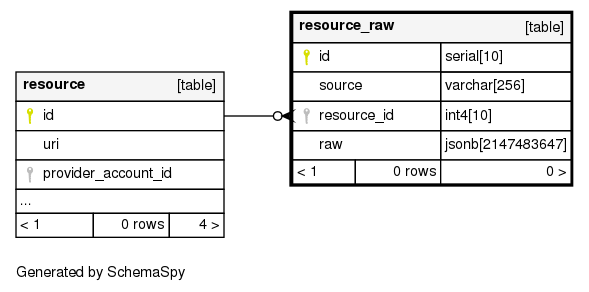 resource_raw [table]
id serial[10]
source varchar[256]
resource_id int4[10]
raw jsonb[2147483647]
< 1 0 rows 0 >
resource [table]
id
uri
provider_account_id
...
< 1 0 rows 4 >
Generated by SchemaSpy